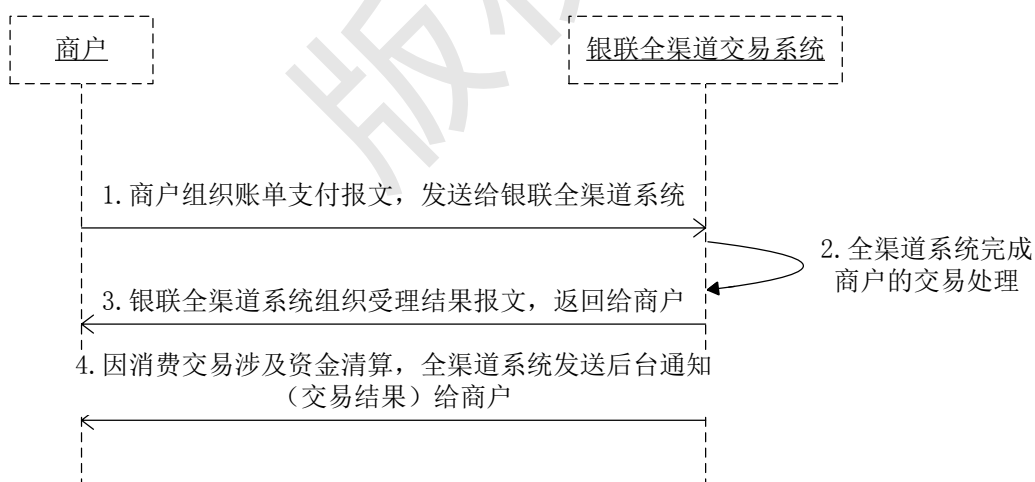 商户
银联全渠道交易系统
1.商户组织账单支付报文，发送给银联全渠道系统
2.全渠道系统完成
商户的交易处理
3.银联全渠道系统组织受理结果报文，返回给商户
4.因消费交易涉及资金清算，全渠道系统发送后台通知
（交易结果）给商户
版